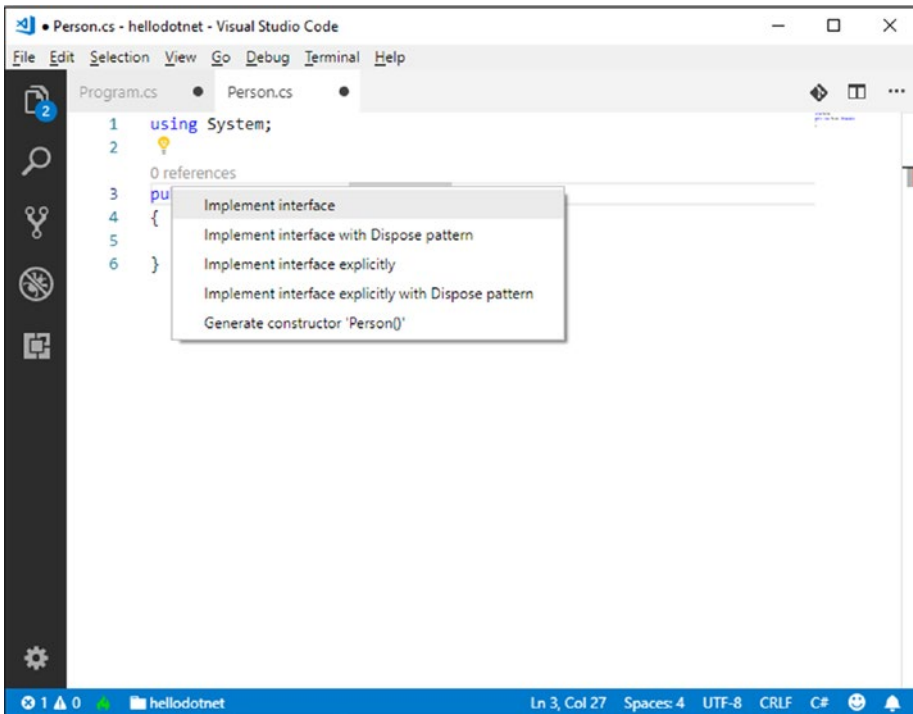 ● Person.cs - hellodotnet - Visual Studio Code
File Edit Selection View Go Debug Terminal Help
Program.cs ● Person.cs ●
2
1 using System;
2
0 references
3 pu
4 {
5
6 }
Implement interface
Implement interface with Dispose pattern
Implement interface explicitly
Implement interface explicitly with Dispose pattern
Generate constructor 'Person()'
1 0 hellodotnet Ln 3, Col 27 Spaces: 4 UTF-8 CRLF C#